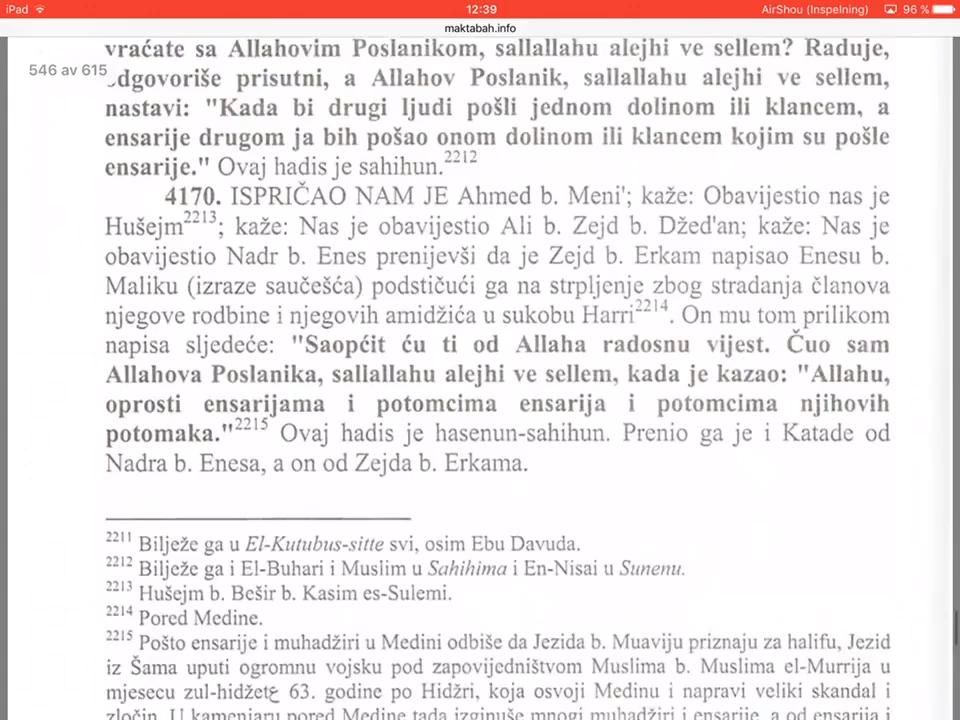 iPad 12:39 AirShou (Inspelning) 96 %
maktabah.info
vraćate sa Allahovim Poslanikom, sallallahu alejhi ve sellem? Raduje,
546 av 615
odgovoriše prisutni, a Allahov Poslanik, sallallahu alejhi ve sellem,
nastavi: "Kada bi drugi ljudi pošli jednom dolinom ili klancem, a
ensarije drugom ja bih pošao onom dolinom ili klancem kojim su pošle
ensarije." Ovaj hadis je sahihun.2212
4170. ISPRIČAO NAM JE Ahmed b. Meni'; kaže: Obavijestio nas je
Hušejm2213; kaže: Nas je obavijestio Ali b. Zejd b. Džed'an; kaže: Nas je
obavijestio Nadr b. Enes prenijevši da je Zejd b. Erkam napisao Enesu b.
Maliku (izraze saučešća) podstičući ga na strpljenje zbog stradanja članova
njegove rodbine i njegovih amidžića u sukobu Harri2214. On mu tom prilikom
napisa sljedeće: "Saopćit ću ti od Allaha radosnu vijest. Čuo sam
Allahova Poslanika, sallallahu alejhi ve sellem, kada je kazao: "Allahu,
oprosti ensarijama i potomcima ensarija i potomcima njihovih
potomaka."2215 Ovaj hadis je hasenun-sahihun. Prenio ga je i Katade od
Nadra b. Enesa, a on od Zejda b. Erkama.
2211 Bilježe ga u El-Kutubus-sitte svi, osim Ebu Davuda.
2212 Bilježe ga i El-Buhari i Muslim u Sahihima i En-Nisai u Sunenu.
2213 Hušejm b. Bešir b. Kasim es-Sulemi.
2214 Pored Medine.
2215 Pošto ensarije i muhadžiri u Medini odbiše da Jezida b. Muaviju priznaju za halifu, Jezid
iz Šama uputi ogromnu vojsku pod zapovjedništvom Muslima b. Muslima el-Murrija u
mjesecu zul-hidžetę 63. godine po Hidžri, koja osvoji Medinu i napravi veliki skandal i
zločin. U kamenjaru pored Medine tada izginuše mnogi muhadžiri i ensarije, a od ensarija i